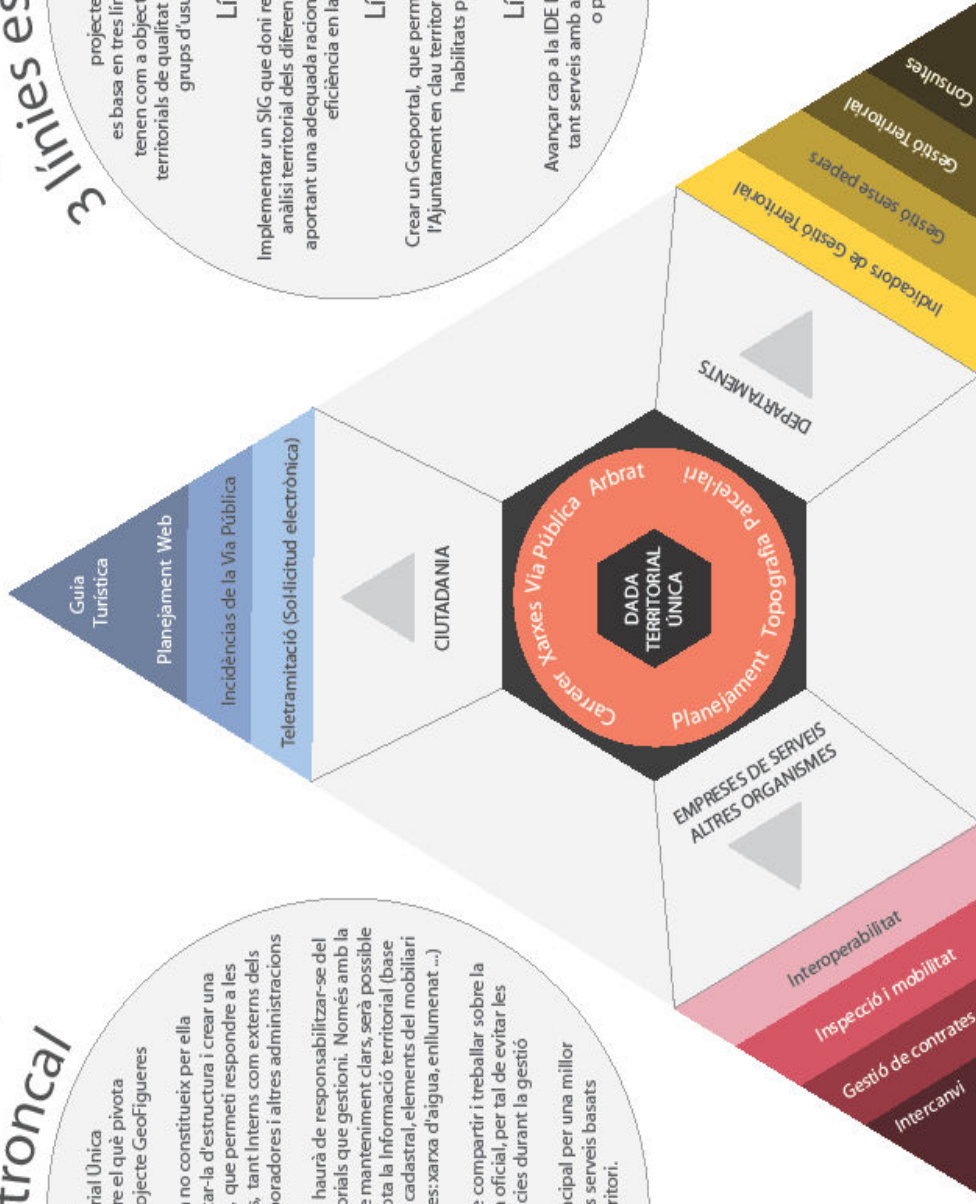 troncal
rial Única
re el què pivota
ojecte GeoFigueres
no constitueix per ella
zar-la d'estructura i crear una
, que permeti respondre a les
s, tant Interns com externs dels
boradores i altres administracions
haurà de responsabilitzar-se del
orials que gestioni. Només amb la
e manteniment clars, serà possible
ota la Informació territorial (base
cadastral, elements del mobiliari
es: xarxa d'aigua, enllumenat ...)
e compartir i treballar sobre la
a oficial, per tal de evitar les
cies durant la gestió
cipal per una millor
s serveis basats
rritori.
Guia
Turística
Planejament Web
Incidències de la Via Pública
Teletramitació (Sol·licitud electrònica)
CIUTADANIA
Carrerer Xarxes Via Pública Arbrat
Planejament Topografia Parcel·lari
DADA
TERRITORIAL
ÚNICA
EMPRESES DE SERVEIS
ALTRES ORGANISMES
Interoperabilitat
Inspecció i mobilitat
Gestió de contrates
Intercanvi
DEPARTAMENTS
Indicadors de Gestió Territorial
Gestió sense papers
Gestió Territorial
Consultes
3 línies es
projecte
es basa en tres lín
tenen com a object
territorials de qualitat
grups d'usu
Lí
Implementar un SIG que doni re
anàlisi territorial dels diferen
aportant una adequada racion
eficiència en la
Lí
Crear un Geoportal, que perm
l'Ajuntament en clau territor
habilitats p
Lí
Avançar cap a la IDE l
tant serveis amb a
o p